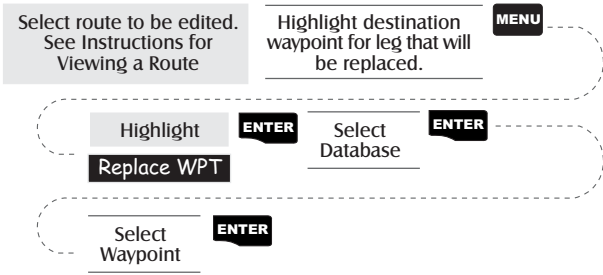 Select route to be edited.
See Instructions for
Viewing a Route
Highlight destination
waypoint for leg that will
be replaced.
MENU
Highlight
Replace WPT
ENTER
Select
Database
ENTER
Select
Waypoint
ENTER